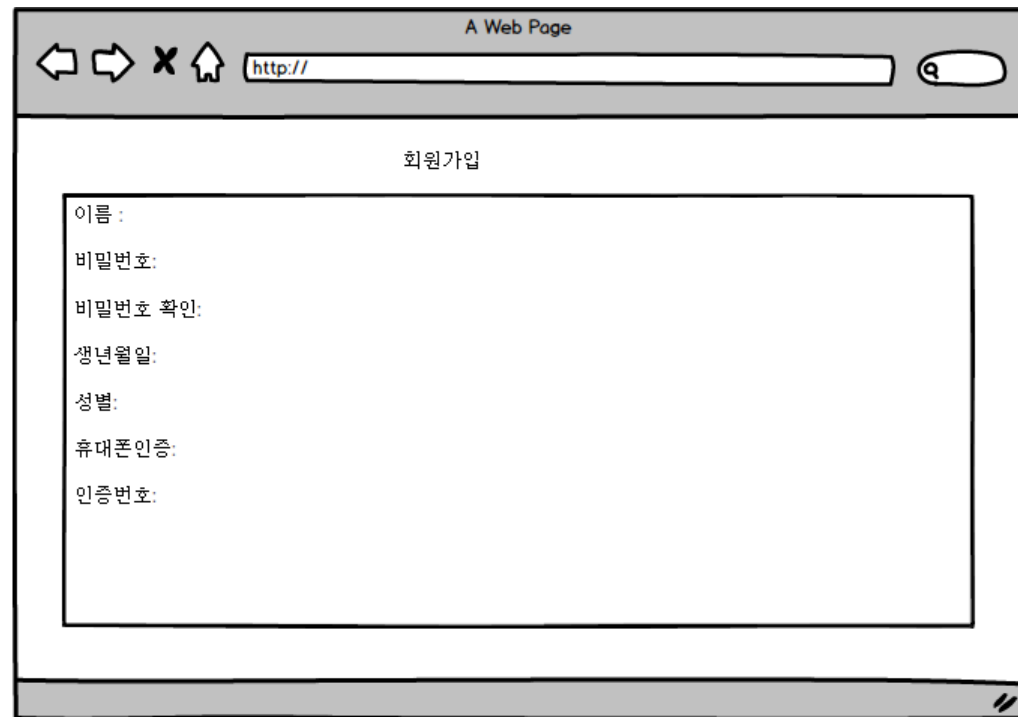 A Web Page
http://
회원가입
이름 :
비밀번호:
비밀번호 확인:
생년월일:
성별:
휴대폰인증:
인증번호: